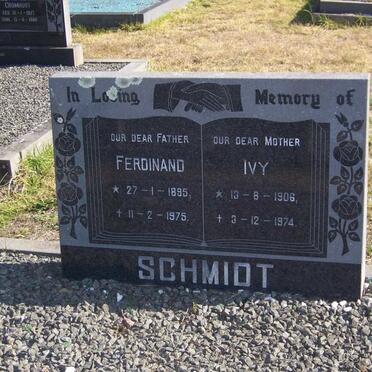 In Loving Memory of
OUR DEAR FATHER
FERDINAND
* 27-1-1895,
† 11-2-1975.
OUR DEAR MOTHER
IVY
* 13-8-1906,
† 3-12-1974.
SCHMIDT